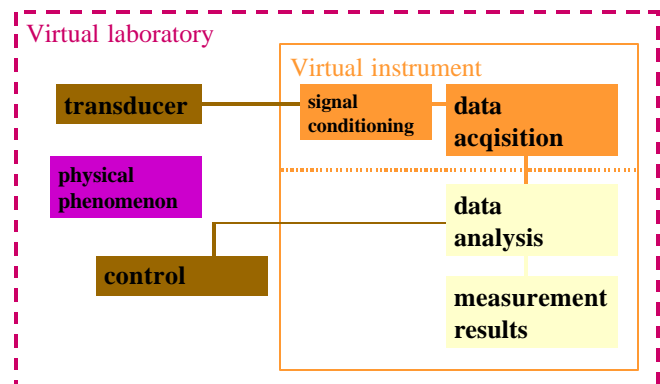 Virtual laboratory
Virtual instrument
transducer
signal
conditioning
data
acqisition
physical
phenomenon
data
analysis
control
measurement
results